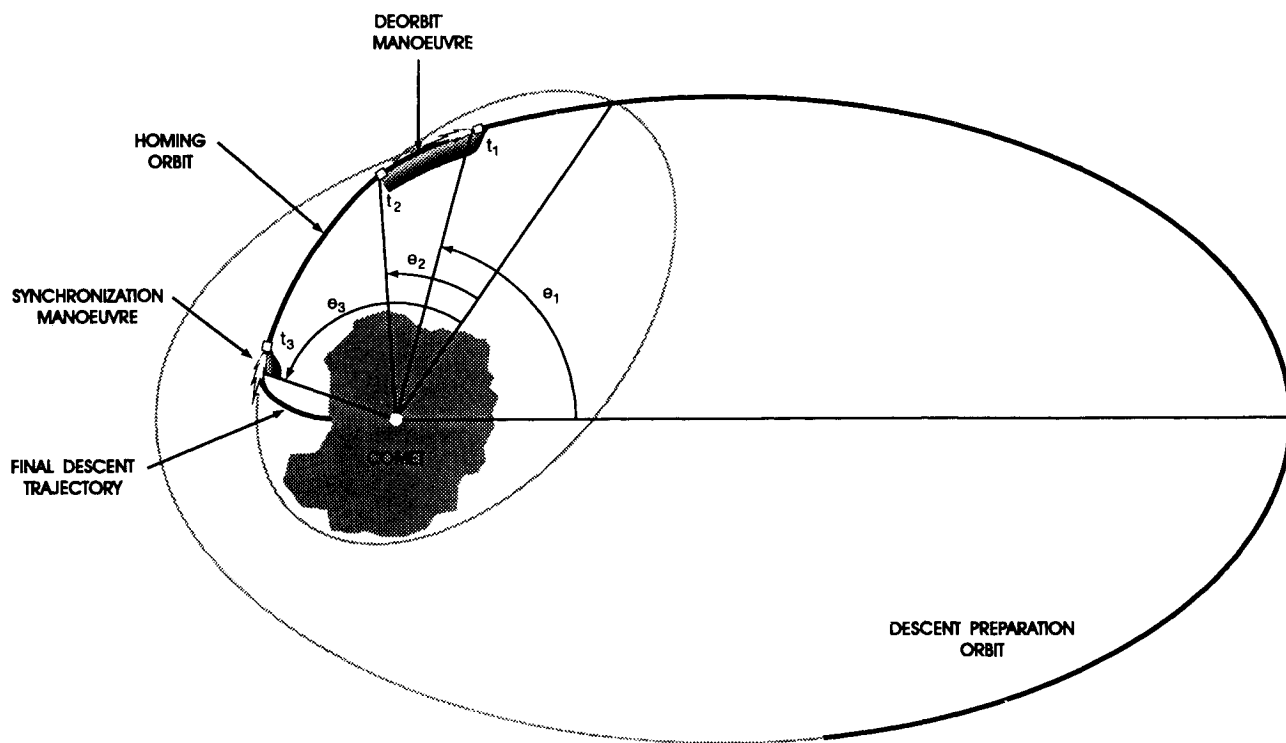 DEORBIT
MANOEUVRE
HOMING
ORBIT
t1
t2
θ2
θ1
θ3
SYNCHRONIZATION
MANOEUVRE
t3
COMET
FINAL DESCENT
TRAJECTORY
DESCENT PREPARATION
ORBIT